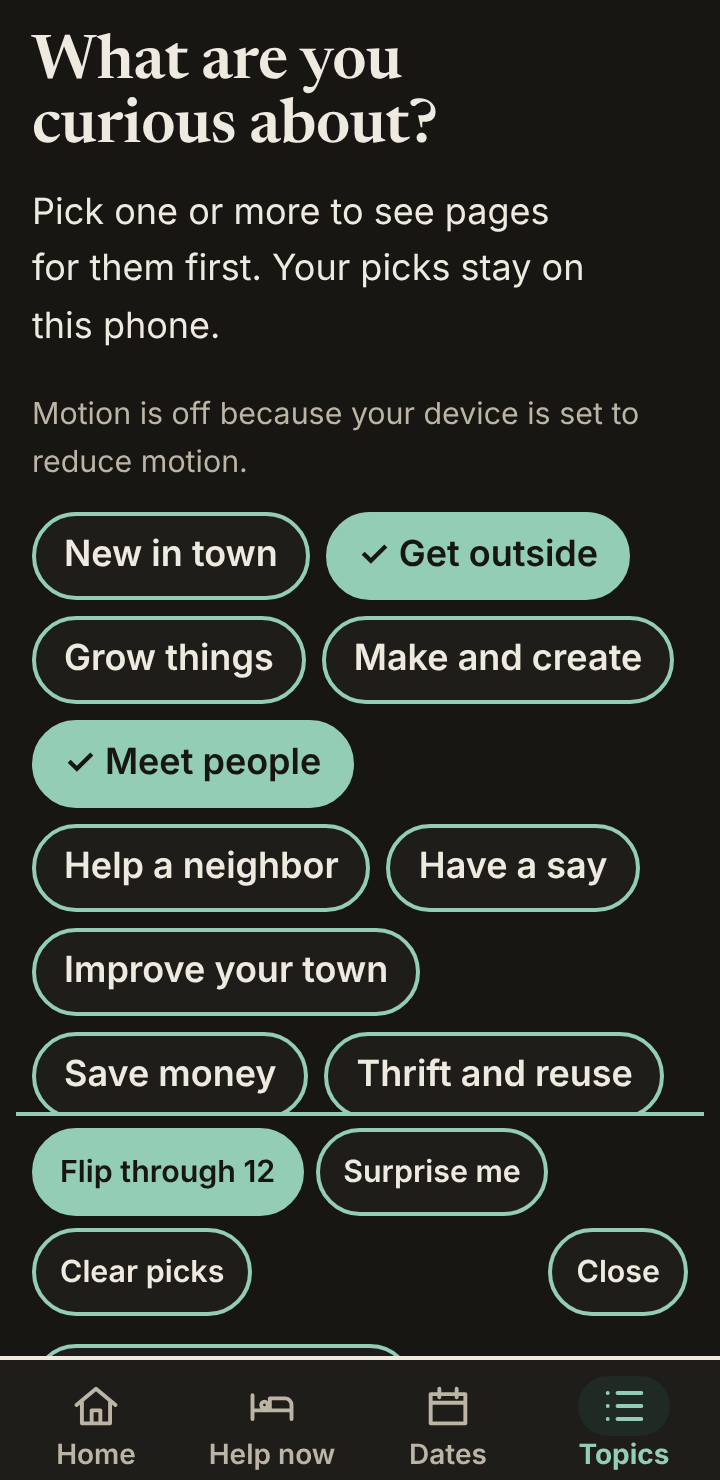 What are you
curious about?
Pick one or more to see pages
for them first. Your picks stay on
this phone.
Motion is off because your device is set to
reduce motion.
New in town
✓ Get outside
Grow things
Make and create
✓ Meet people
Help a neighbor
Have a say
Improve your town
Save money
Thrift and reuse
Flip through 12
Surprise me
Clear picks
Close
Home
Help now
Dates
Topics